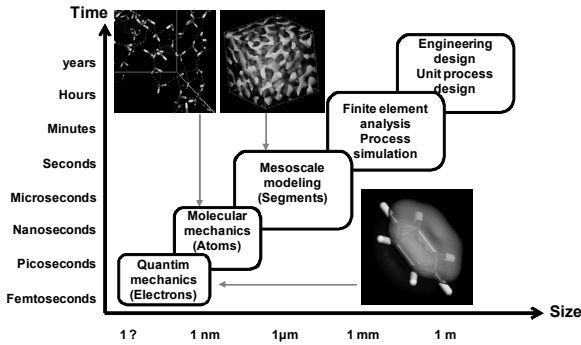 Time
years
Hours
Minutes
Seconds
Microseconds
Nanoseconds
Picoseconds
Femtoseconds
Engineering
design
Unit process
design
Finite element
analysis
Process
simulation
Mesoscale
modeling
(Segments)
Molecular
mechanics
(Atoms)
Quantim
mechanics
(Electrons)
Size
1 ?
1 nm
1μm
1 mm
1 m